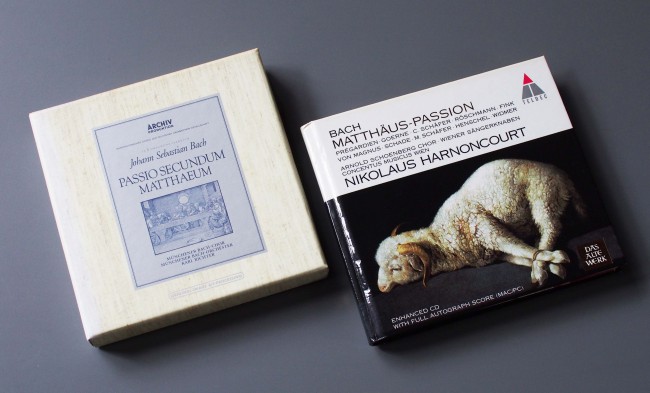 ARCHIV
PRODUKTION
Johann Sebastian Bach
PASSIO SECUNDUM
MATTHAEUM
MÜNCHENER BACH-CHOR
MÜNCHENER BACH-ORCHESTER
KARL RICHTER
TELDEC
BACH
MATTHÄUS-PASSION
PRÉGARDIEN·GOERNE·C.SCHÄFER·RÖSCHMANN·FINK
VON MAGNUS·SCHADE·M.SCHÄFER·HENSCHEL·WIDMER
ARNOLD SCHOENBERG CHOR·WIENER SÄNGERKNABEN
CONCENTUS MUSICUS WIEN
NIKOLAUS HARNONCOURT
DAS
ALTE
WERK
ENHANCED CD
WITH FULL AUTOGRAPH SCORE (MAC/PC)